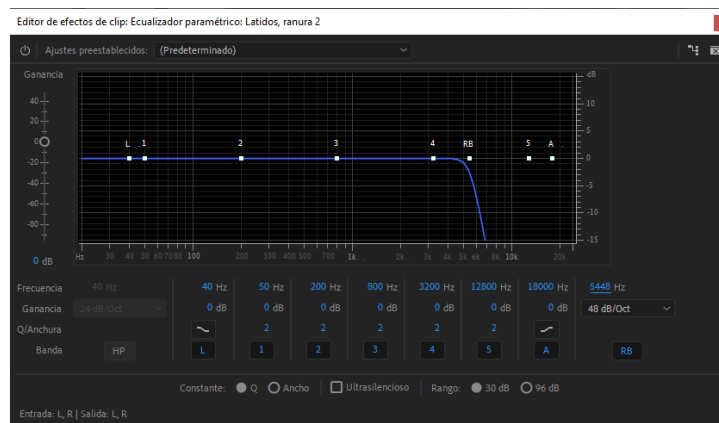 Editor de efectos de clip: Ecualizador paramétrico: Latidos, ranura 2
Ajustes preestablecidos: (Predeterminado)
Ganancia dB
40
20
0
-20
-40
-60
-80
0 dB
L 1 2 3 4 RB 5 A
10
5
0
-5
-10
-15
Hz 30 40 50 60 70 80 100 200 300 400 500 700 1k 2k 3k 4k 5k 6k 8k 10k 20k
Frecuencia 40 Hz 40 Hz 50 Hz 200 Hz 800 Hz 3200 Hz 12800 Hz 18000 Hz 5448 Hz
Ganancia 24 dB/Oct 0 dB 0 dB 0 dB 0 dB 0 dB 0 dB 0 dB 48 dB/Oct
Q/Anchura 2 2 2 2 2
Banda HP L 1 2 3 4 5 A RB
Constante: Q Ancho Ultrasilencioso Rango: 30 dB 96 dB
Entrada: L, R | Salida: L, R